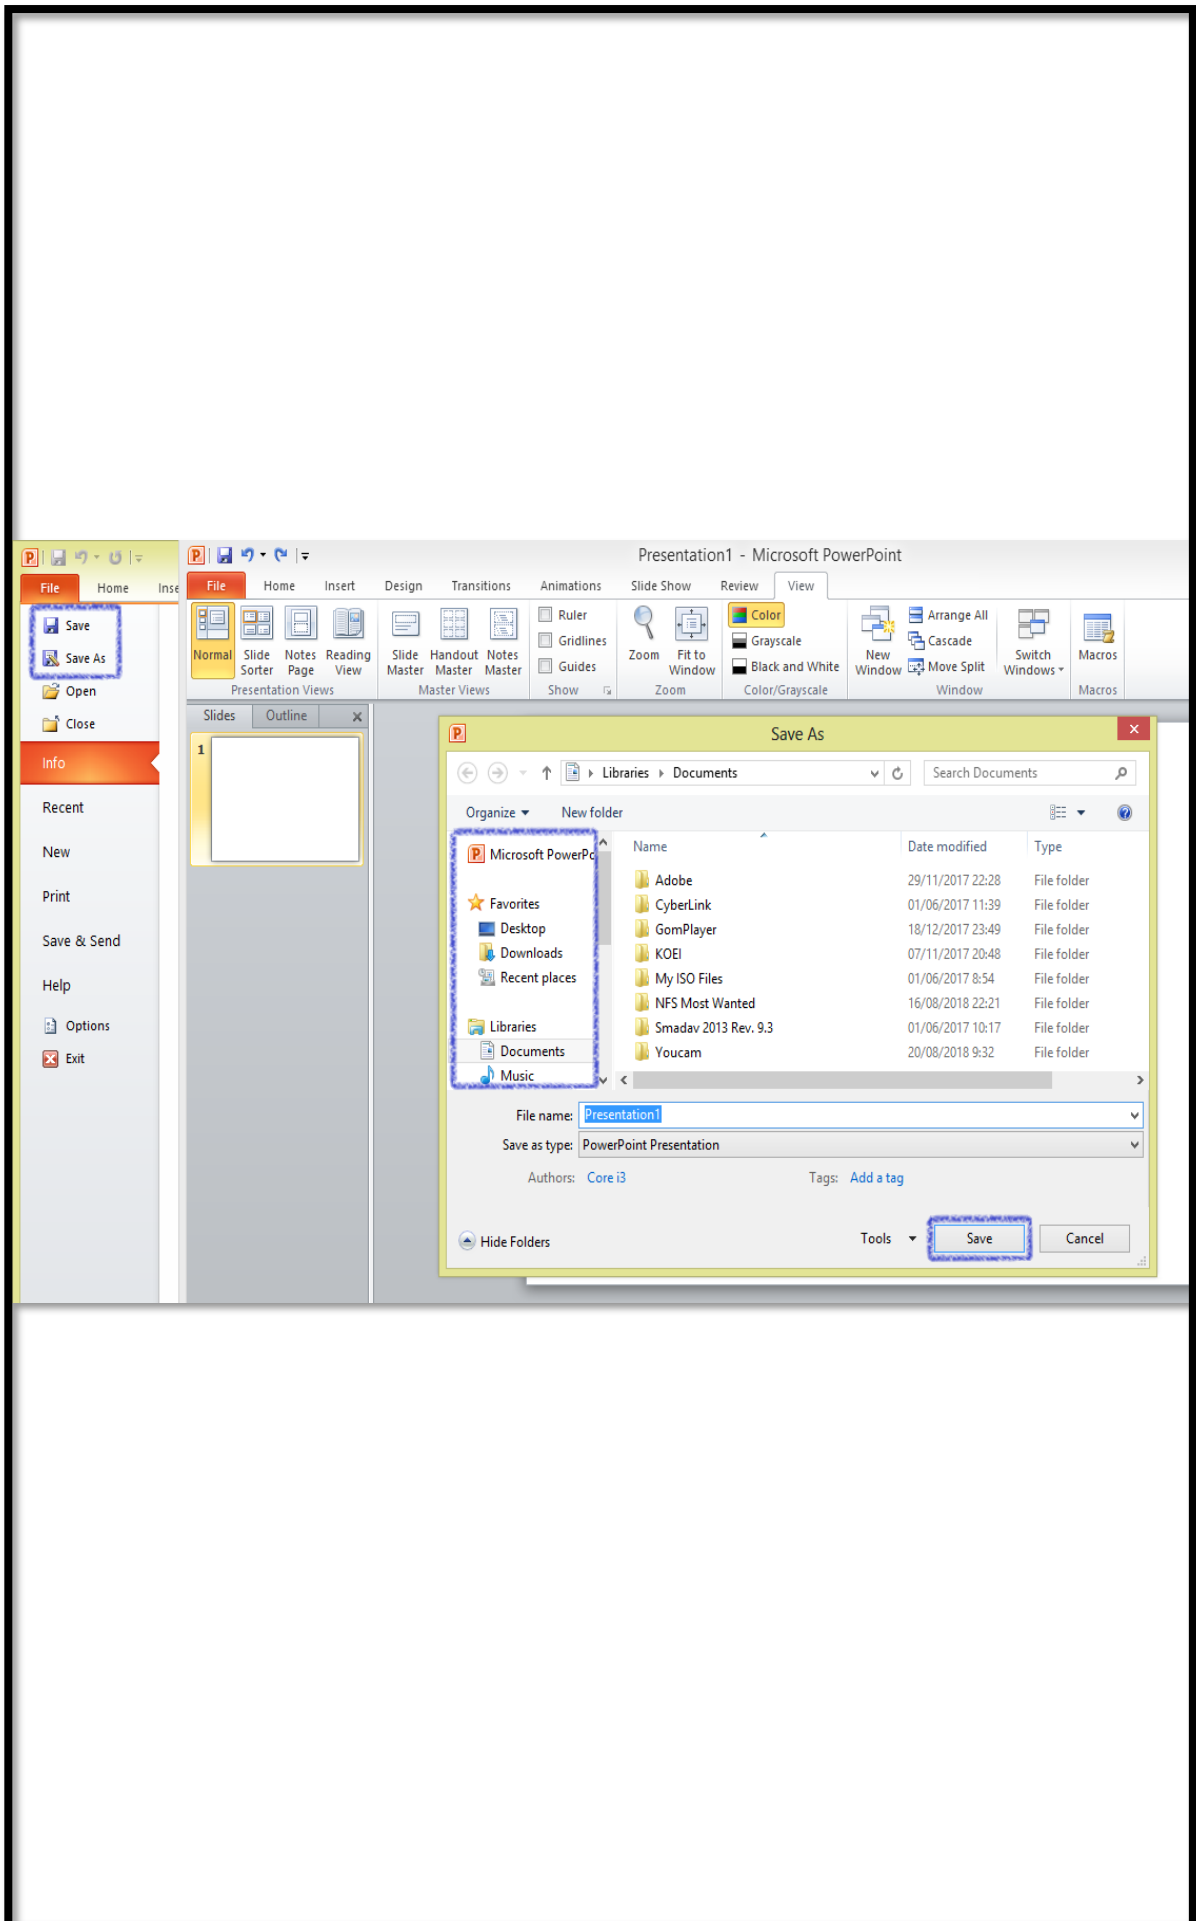 File Home Inse
Save
Save As
Open
Close
Info
Recent
New
Print
Save & Send
Help
Options
Exit
Presentation1 - Microsoft PowerPoint
File Home Insert Design Transitions Animations Slide Show Review View
Normal Slide Sorter Notes Page Reading View
Presentation Views
Slide Master Handout Master Notes Master
Master Views
Ruler
Gridlines
Guides
Show
Zoom Fit to Window
Zoom
Color
Grayscale
Black and White
Color/Grayscale
New Window
Arrange All
Cascade
Move Split
Switch Windows
Window
Macros
Macros
Slides Outline
1
Save As
Libraries Documents Search Documents
Organize New folder
Microsoft PowerPo
Favorites
Desktop
Downloads
Recent places
Libraries
Documents
Music
Name Date modified Type
Adobe 29/11/2017 22:28 File folder
CyberLink 01/06/2017 11:39 File folder
GomPlayer 18/12/2017 23:49 File folder
KOEI 07/11/2017 20:48 File folder
My ISO Files 01/06/2017 8:54 File folder
NFS Most Wanted 16/08/2018 22:21 File folder
Smadav 2013 Rev. 9.3 01/06/2017 10:17 File folder
Youcam 20/08/2018 9:32 File folder
File name: Presentation1
Save as type: PowerPoint Presentation
Authors: Core i3 Tags: Add a tag
Hide Folders Tools Save Cancel